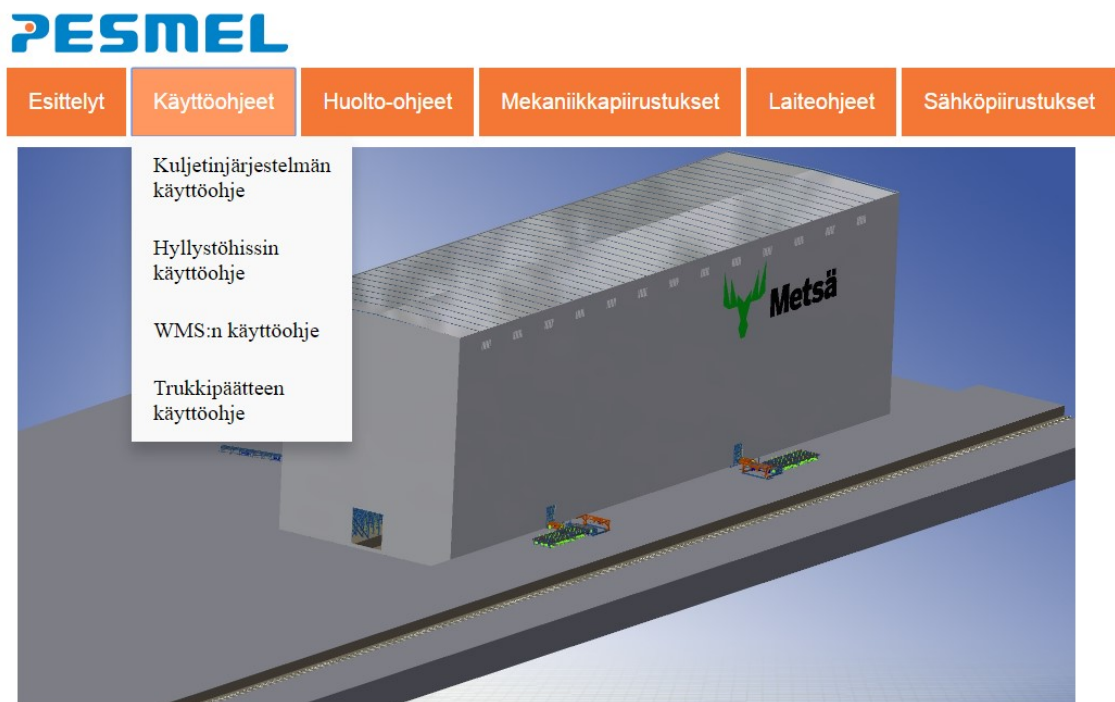 PESMEL
Esittelyt
Käyttöohjeet
Huolto-ohjeet
Mekaniikkapiirustukset
Laiteohjeet
Sähköpiirustukset
Kuljetinjärjestelmän
käyttöohje
Hyllystöhissin
käyttöohje
WMS:n käyttöohje
Trukkipäätteen
käyttöohje
Metsä